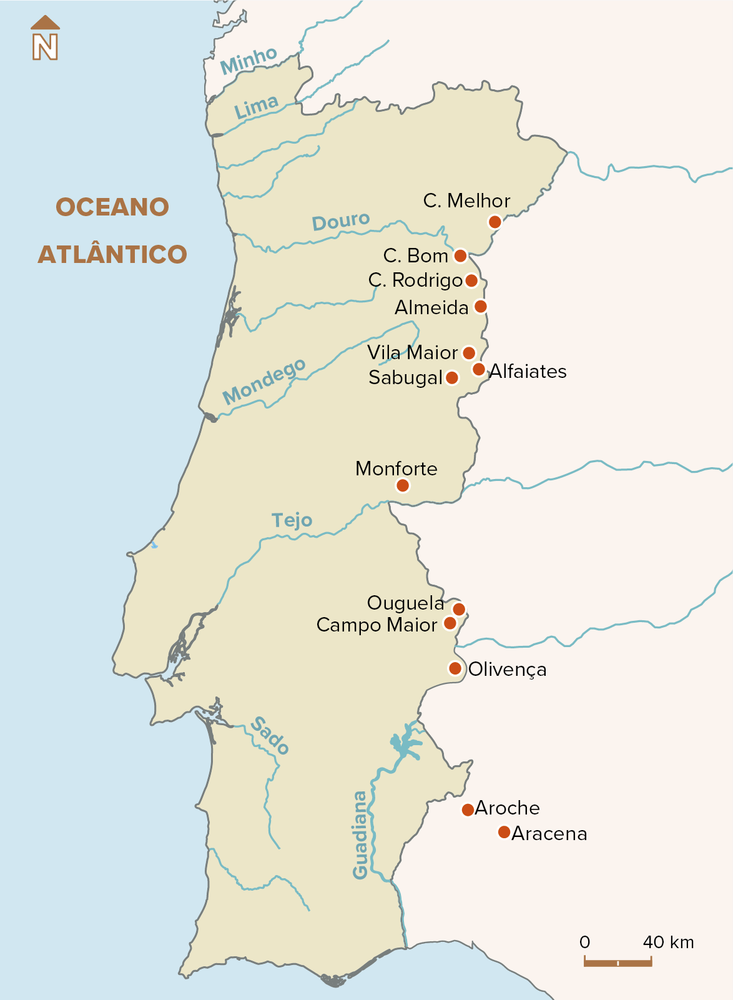 N
Minho
Lima
OCEANO
ATLÂNTICO
C. Melhor
Douro
C. Bom
C. Rodrigo
Almeida
Vila Maior
Alfaiates
Sabugal
Mondego
Monforte
Tejo
Ouguela
Campo Maior
Olivença
Sado
Guadiana
Aroche
Aracena
0 40 km